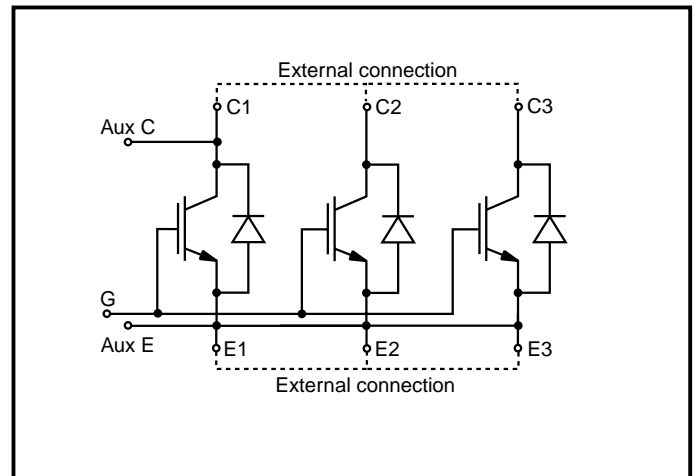 External connection
C1
C2
C3
Aux C
G
Aux E
E1
E2
E3
External connection